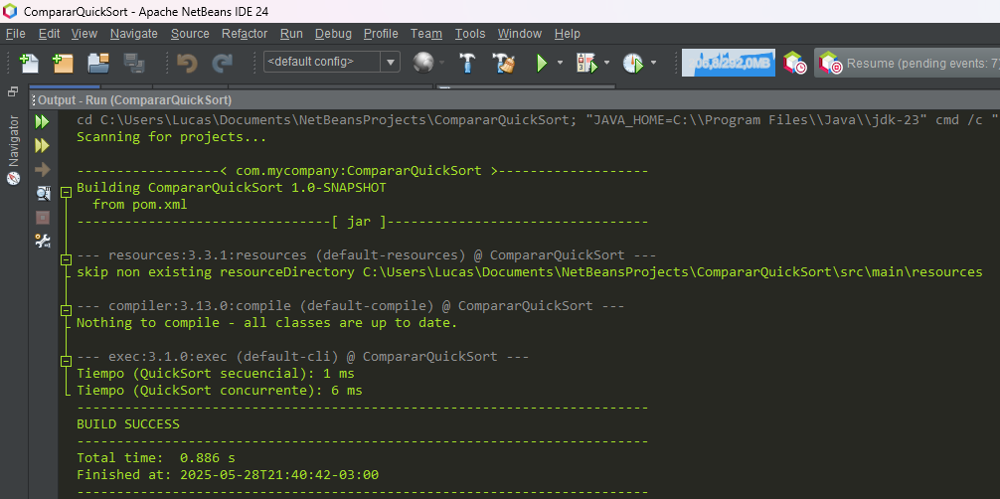 CompararQuickSort - Apache NetBeans IDE 24
File Edit View Navigate Source Refactor Run Debug Profile Team Tools Window Help
<default config> Resume (pending events: 7
Output - Run (CompararQuickSort)
Navigator
cd C:\Users\Lucas\Documents\NetBeansProjects\CompararQuickSort; "JAVA_HOME=C:\\Program Files\\Java\\jdk-23" cmd /c "
Scanning for projects...
------------------< com.mycompany:CompararQuickSort >-------------------
Building CompararQuickSort 1.0-SNAPSHOT
from pom.xml
--------------------------------[ jar ]---------------------------------
--- resources:3.3.1:resources (default-resources) @ CompararQuickSort ---
skip non existing resourceDirectory C:\Users\Lucas\Documents\NetBeansProjects\CompararQuickSort\src\main\resources
--- compiler:3.13.0:compile (default-compile) @ CompararQuickSort ---
Nothing to compile - all classes are up to date.
--- exec:3.1.0:exec (default-cli) @ CompararQuickSort ---
Tiempo (QuickSort secuencial): 1 ms
Tiempo (QuickSort concurrente): 6 ms
------------------------------------------------------------------------
BUILD SUCCESS
------------------------------------------------------------------------
Total time:  0.886 s
Finished at: 2025-05-28T21:40:42-03:00
------------------------------------------------------------------------